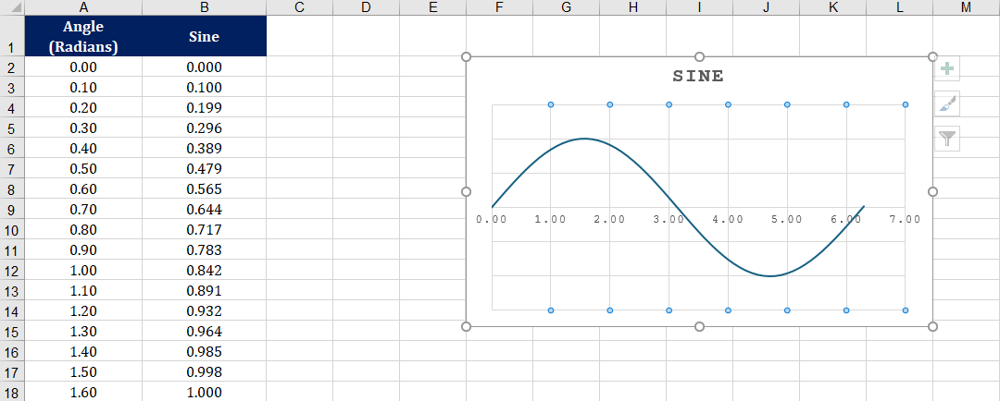 A B C D E F G H I J K L M
1 Angle (Radians) Sine
2 0.00 0.000
3 0.10 0.100
4 0.20 0.199
5 0.30 0.296
6 0.40 0.389
7 0.50 0.479
8 0.60 0.565
9 0.70 0.644
10 0.80 0.717
11 0.90 0.783
12 1.00 0.842
13 1.10 0.891
14 1.20 0.932
15 1.30 0.964
16 1.40 0.985
17 1.50 0.998
18 1.60 1.000
SINE
0.00 1.00 2.00 3.00 4.00 5.00 6.00 7.00